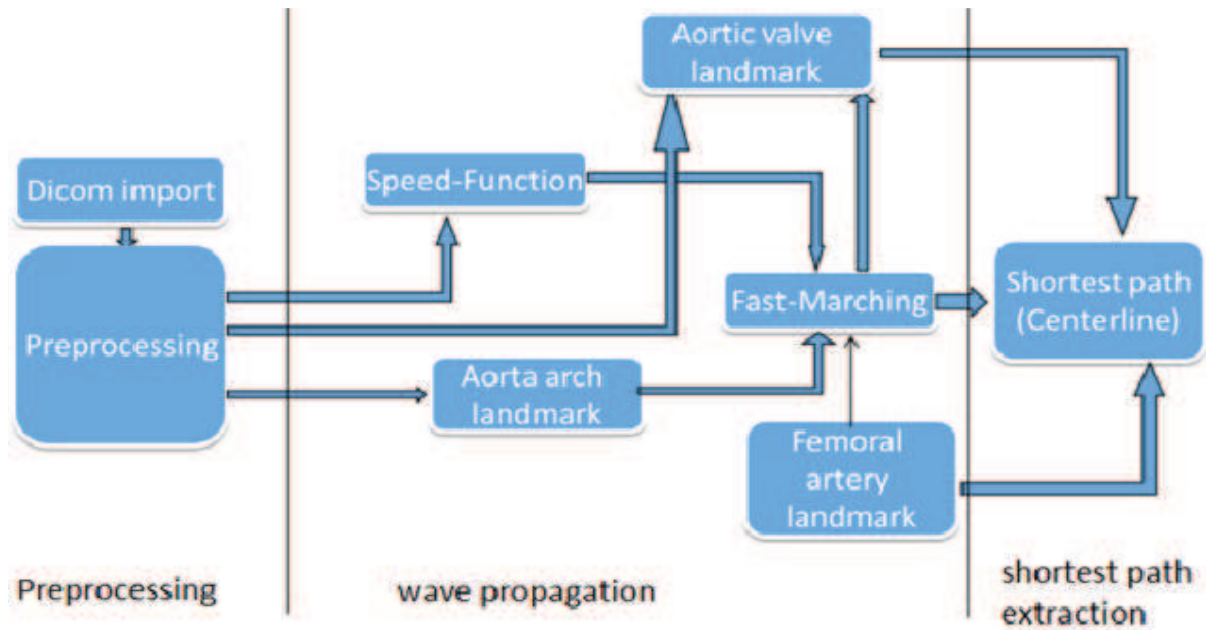 Aortic valve
landmark
Dicom import
Speed-Function
Preprocessing
Fast-Marching
Shortest path
(Centerline)
Aorta arch
landmark
Femoral
artery
landmark
Preprocessing
wave propagation
shortest path
extraction